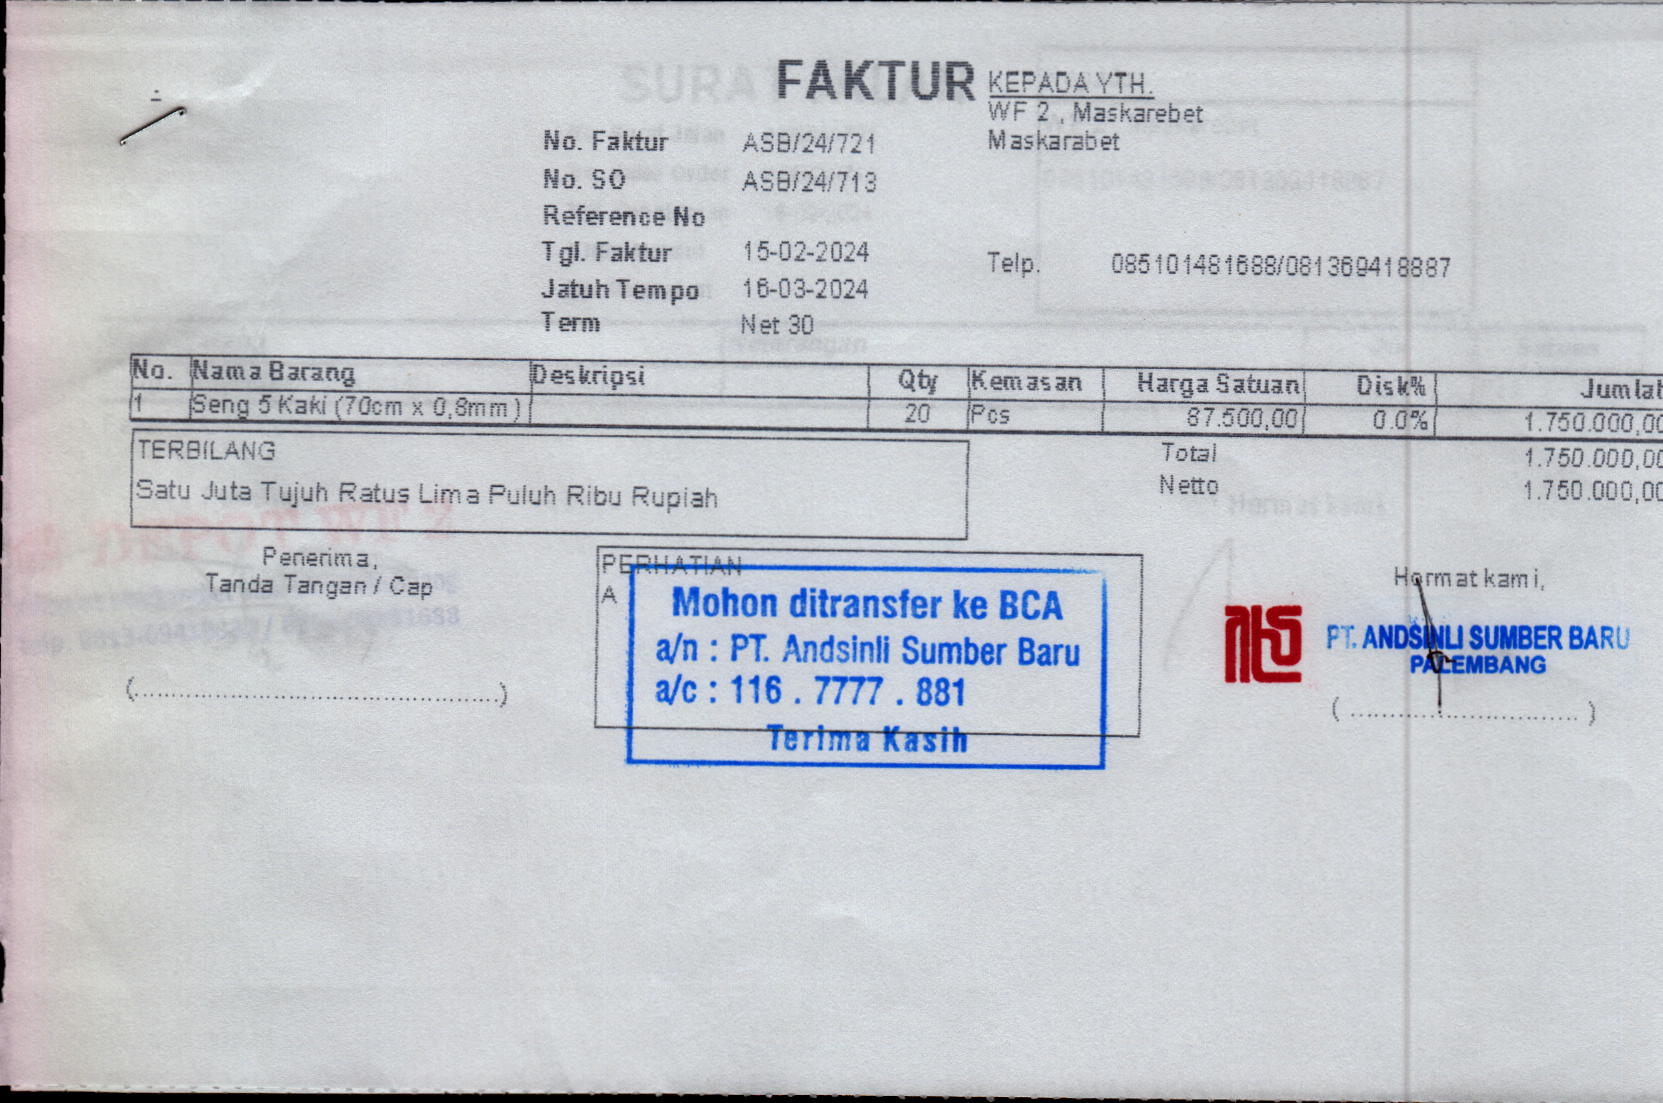 FAKTUR
KEPADA YTH.
WF 2 , Maskarebet
Maskarabet
No. Faktur ASB/24/721
No. SO ASB/24/713
Reference No
Tgl. Faktur 15-02-2024
Jatuh Tempo 16-03-2024
Term Net 30
Telp. 085101481688/081369418887
No. Nama Barang Deskripsi Qty Kemasan Harga Satuan Disk% Jumlah
1 Seng 5 Kaki (70cm x 0,8mm) 20 Pcs 87.500,00 0.0% 1.750.000,00
TERBILANG
Satu Juta Tujuh Ratus Lima Puluh Ribu Rupiah
Total 1.750.000,00
Netto 1.750.000,00
Penerima,
Tanda Tangan / Cap
(........................................)
PERHATIAN
A
Mohon ditransfer ke BCA
a/n : PT. Andsinli Sumber Baru
a/c : 116 . 7777 . 881
Terima Kasih
Hormat kami,
PT. ANDSINLI SUMBER BARU
PALEMBANG
(.............................)